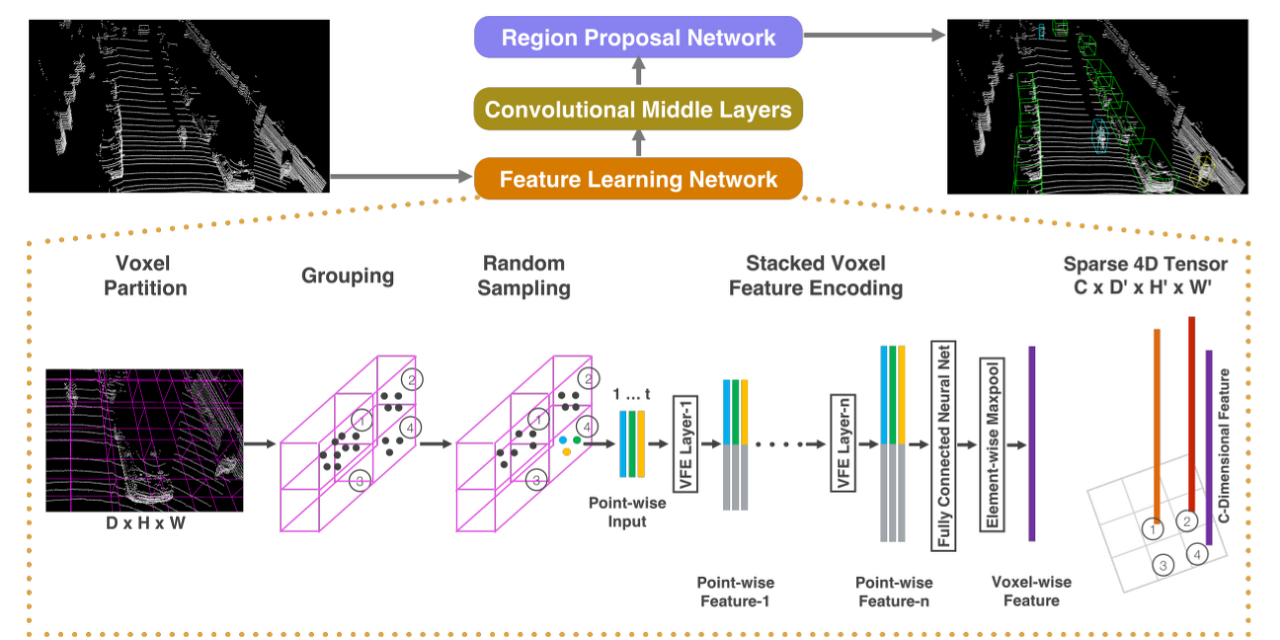 Region Proposal Network
Convolutional Middle Layers
Feature Learning Network
Voxel
Partition
Grouping
Random
Sampling
Stacked Voxel
Feature Encoding
Sparse 4D Tensor
C x D' x H' x W'
D x H x W
1
2
3
4
1
2
3
4
1 ... t
Point-wise
Input
VFE Layer-1
Point-wise
Feature-1
VFE Layer-n
Point-wise
Feature-n
Fully Connected Neural Net
Element-wise Maxpool
Voxel-wise
Feature
1
2
3
4
C-Dimensional Feature